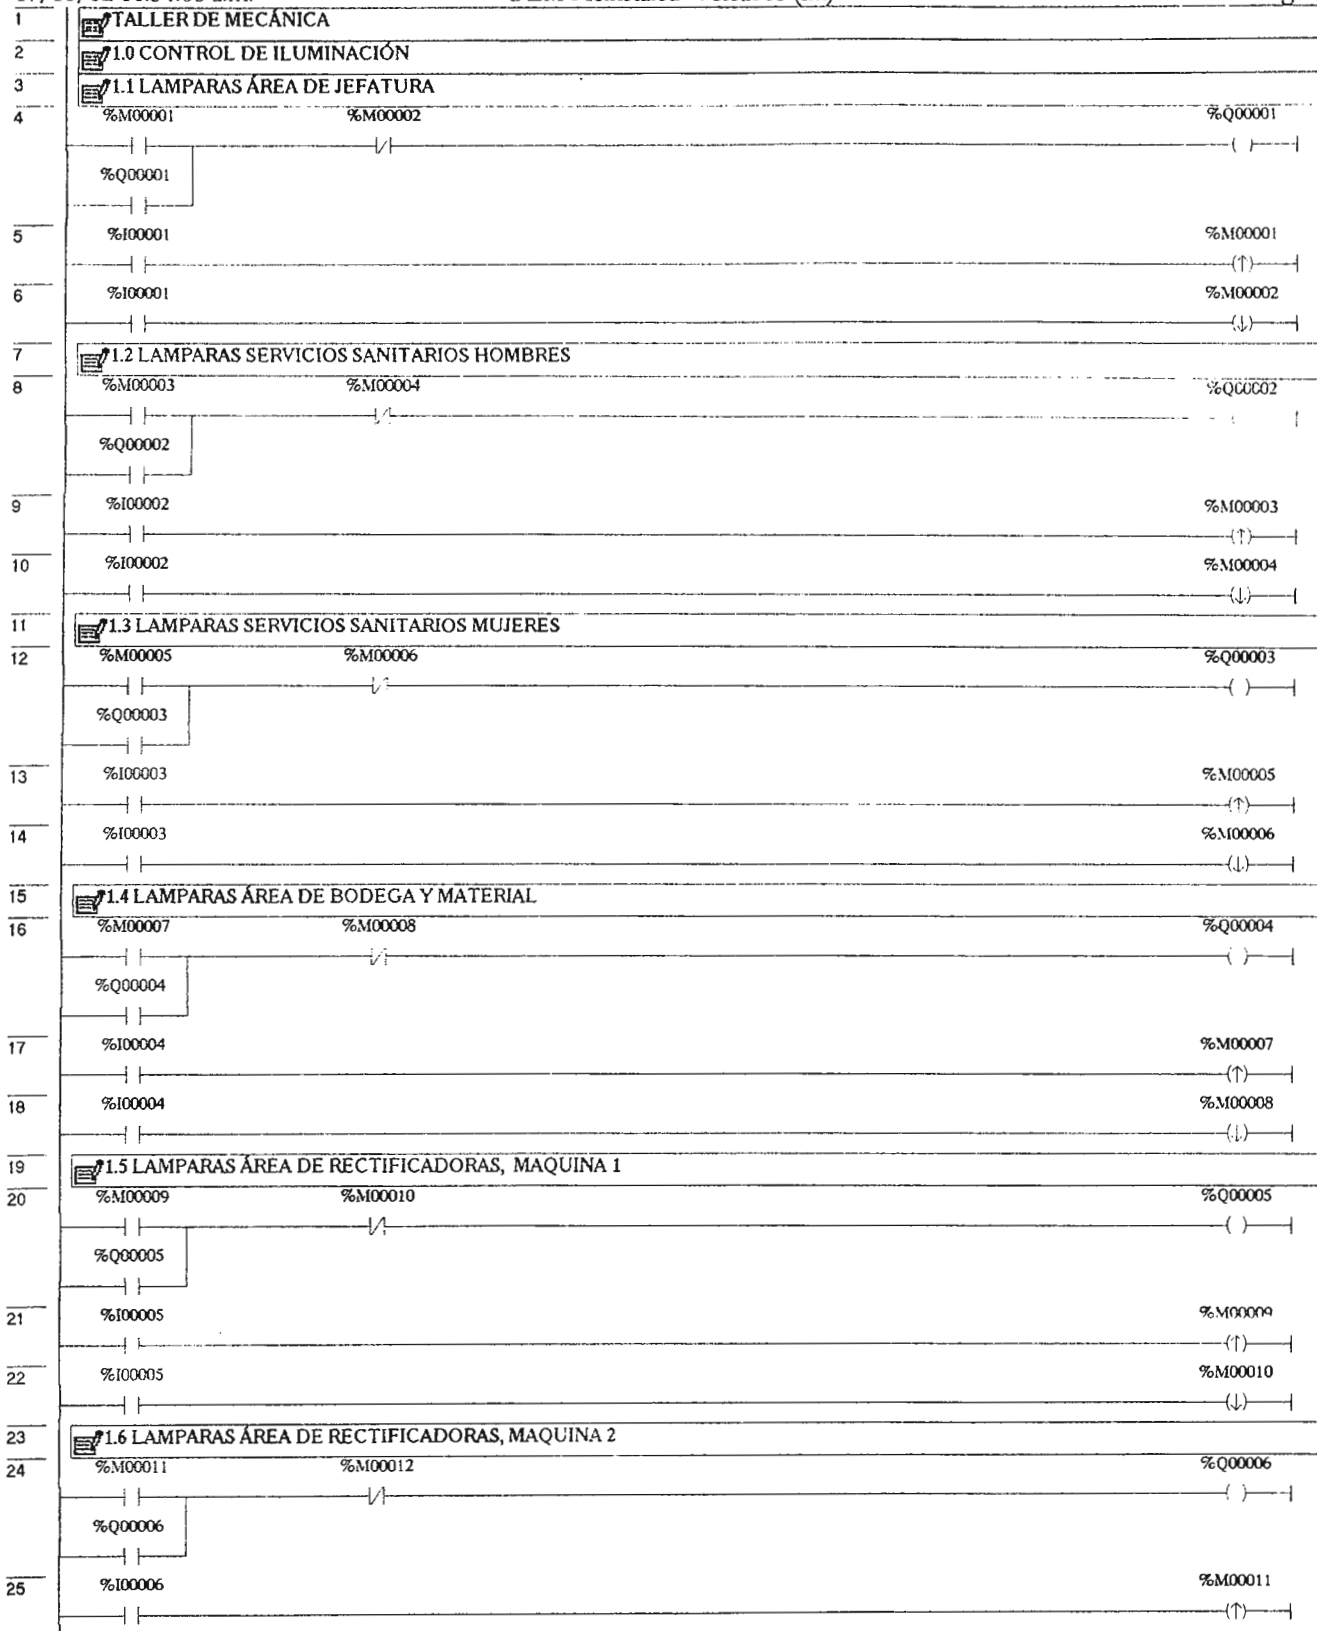 1 TALLER DE MECÁNICA
2 1.0 CONTROL DE ILUMINACIÓN
3 1.1 LAMPARAS ÁREA DE JEFATURA
4 %M00001 %M00002 %Q00001
%Q00001
5 %I00001 %M00001
6 %I00001 %M00002
7 1.2 LAMPARAS SERVICIOS SANITARIOS HOMBRES
8 %M00003 %M00004 %Q00002
%Q00002
9 %I00002 %M00003
10 %I00002 %M00004
11 1.3 LAMPARAS SERVICIOS SANITARIOS MUJERES
12 %M00005 %M00006 %Q00003
%Q00003
13 %I00003 %M00005
14 %I00003 %M00006
15 1.4 LAMPARAS ÁREA DE BODEGA Y MATERIAL
16 %M00007 %M00008 %Q00004
%Q00004
17 %I00004 %M00007
18 %I00004 %M00008
19 1.5 LAMPARAS ÁREA DE RECTIFICADORAS, MAQUINA 1
20 %M00009 %M00010 %Q00005
%Q00005
21 %I00005 %M00009
22 %I00005 %M00010
23 1.6 LAMPARAS ÁREA DE RECTIFICADORAS, MAQUINA 2
24 %M00011 %M00012 %Q00006
%Q00006
25 %I00006 %M00011